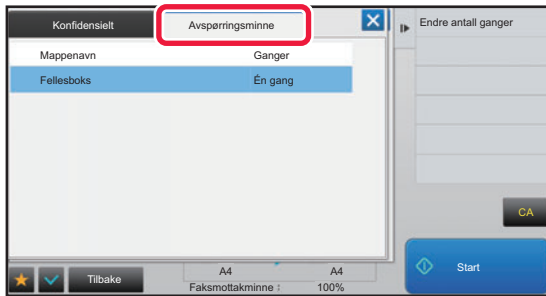 Konfidensielt
Avspørringsminne
Endre antall ganger
Mappenavn Ganger
Fellesboks Én gang
CA
Start
Tilbake
A4 A4
Faksmottakminne : 100%